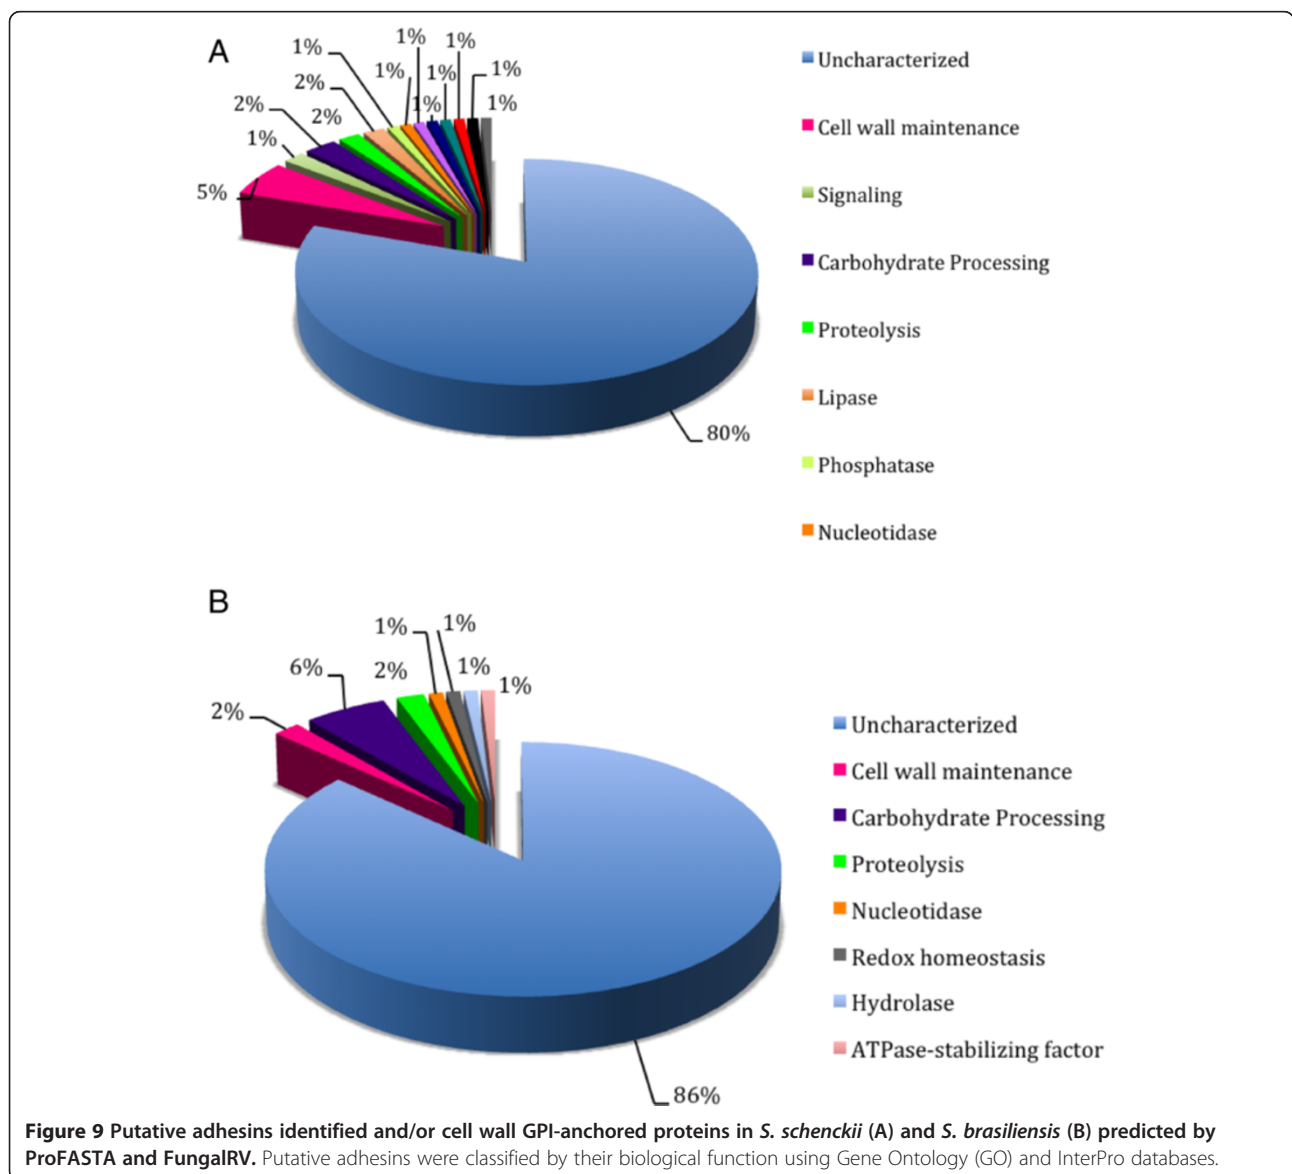 A
1%
1%
1%
1%
1%
1%
2%
1%
1%
2%
2%
1%
5%
80%
Uncharacterized
Cell wall maintenance
Signaling
Carbohydrate Processing
Proteolysis
Lipase
Phosphatase
Nucleotidase
B
1%
1%
6%
2%
1%
1%
2%
86%
Uncharacterized
Cell wall maintenance
Carbohydrate Processing
Proteolysis
Nucleotidase
Redox homeostasis
Hydrolase
ATPase-stabilizing factor
Figure 9 Putative adhesins identified and/or cell wall GPI-anchored proteins in S. schenckii (A) and S. brasiliensis (B) predicted by
ProFASTA and FungalRV. Putative adhesins were classified by their biological function using Gene Ontology (GO) and InterPro databases.